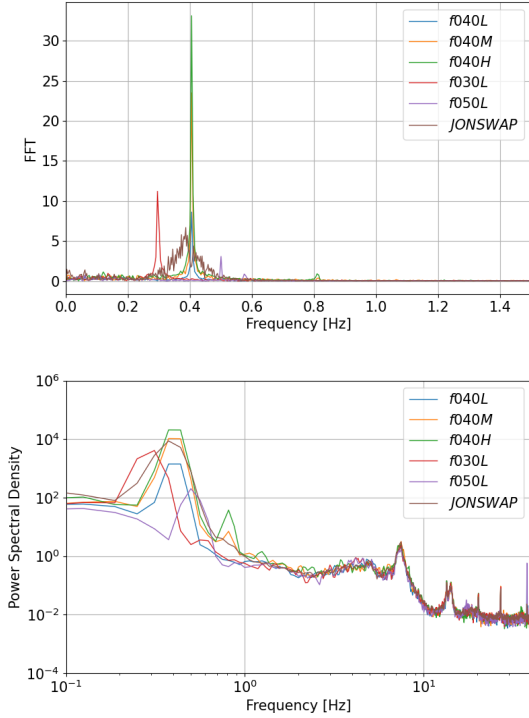 30
25
20
15
10
5
0
FFT
0.0 0.2 0.4 0.6 0.8 1.0 1.2 1.4
Frequency [Hz]
f040L
f040M
f040H
f030L
f050L
JONSWAP
10⁶
10⁴
10²
10⁰
10⁻²
10⁻⁴
Power Spectral Density
10⁻¹ 10⁰ 10¹
Frequency [Hz]
f040L
f040M
f040H
f030L
f050L
JONSWAP